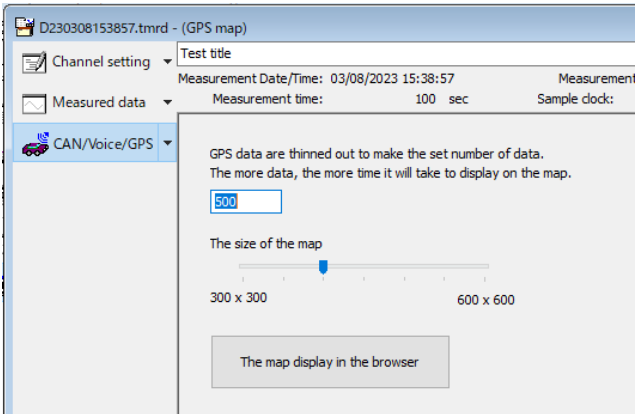 D230308153857.tmrd - (GPS map)
Channel setting
Test title
Measurement Date/Time: 03/08/2023 15:38:57 Measurement
Measured data
Measurement time: 100 sec Sample clock:
CAN/Voice/GPS
GPS data are thinned out to make the set number of data.
The more data, the more time it will take to display on the map.
500
The size of the map
300 x 300 600 x 600
The map display in the browser